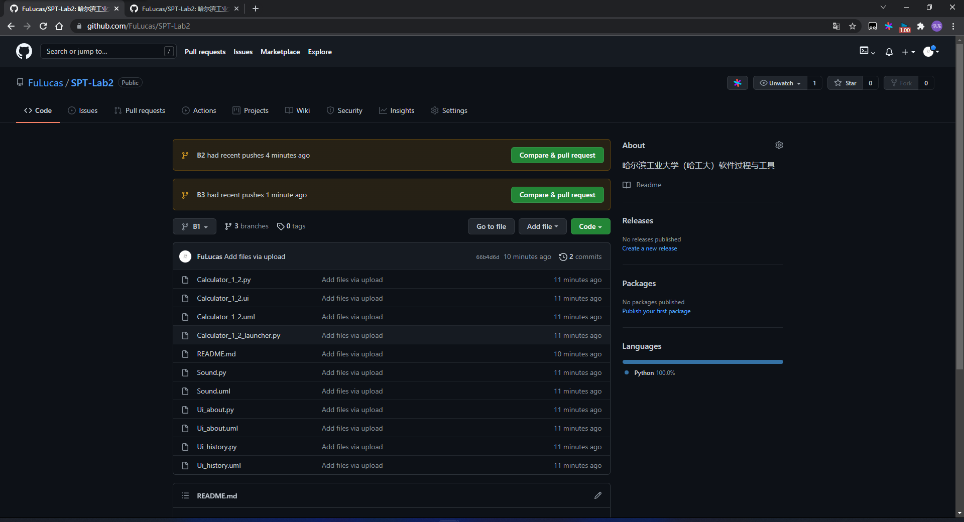 FuLucas/SPT-Lab2: 哈尔滨工业
FuLucas/SPT-Lab2: 哈尔滨工业
github.com/FuLucas/SPT-Lab2
1.00
Search or jump to...
/
Pull requests
Issues
Marketplace
Explore
FuLucas / SPT-Lab2
Public
Unwatch
1
Star
0
Fork
0
Code
Issues
Pull requests
Actions
Projects
Wiki
Security
Insights
Settings
B2 had recent pushes 4 minutes ago
Compare & pull request
B3 had recent pushes 1 minute ago
Compare & pull request
B1
3 branches
0 tags
Go to file
Add file
Code
FuLucas Add files via upload
10 minutes ago
2 commits
Calculator_1_2.py Add files via upload 11 minutes ago
Calculator_1_2.ui Add files via upload 11 minutes ago
Calculator_1_2.uml Add files via upload 11 minutes ago
Calculator_1_2_launcher.py Add files via upload 11 minutes ago
README.md Add files via upload 10 minutes ago
Sound.py Add files via upload 11 minutes ago
Sound.uml Add files via upload 11 minutes ago
Ui_about.py Add files via upload 11 minutes ago
Ui_about.uml Add files via upload 11 minutes ago
Ui_history.py Add files via upload 11 minutes ago
Ui_history.uml Add files via upload 11 minutes ago
README.md
About
哈尔滨工业大学（哈工大）软件过程与工具
Readme
Releases
No releases published
Create a new release
Packages
No packages published
Publish your first package
Languages
Python 100.0%